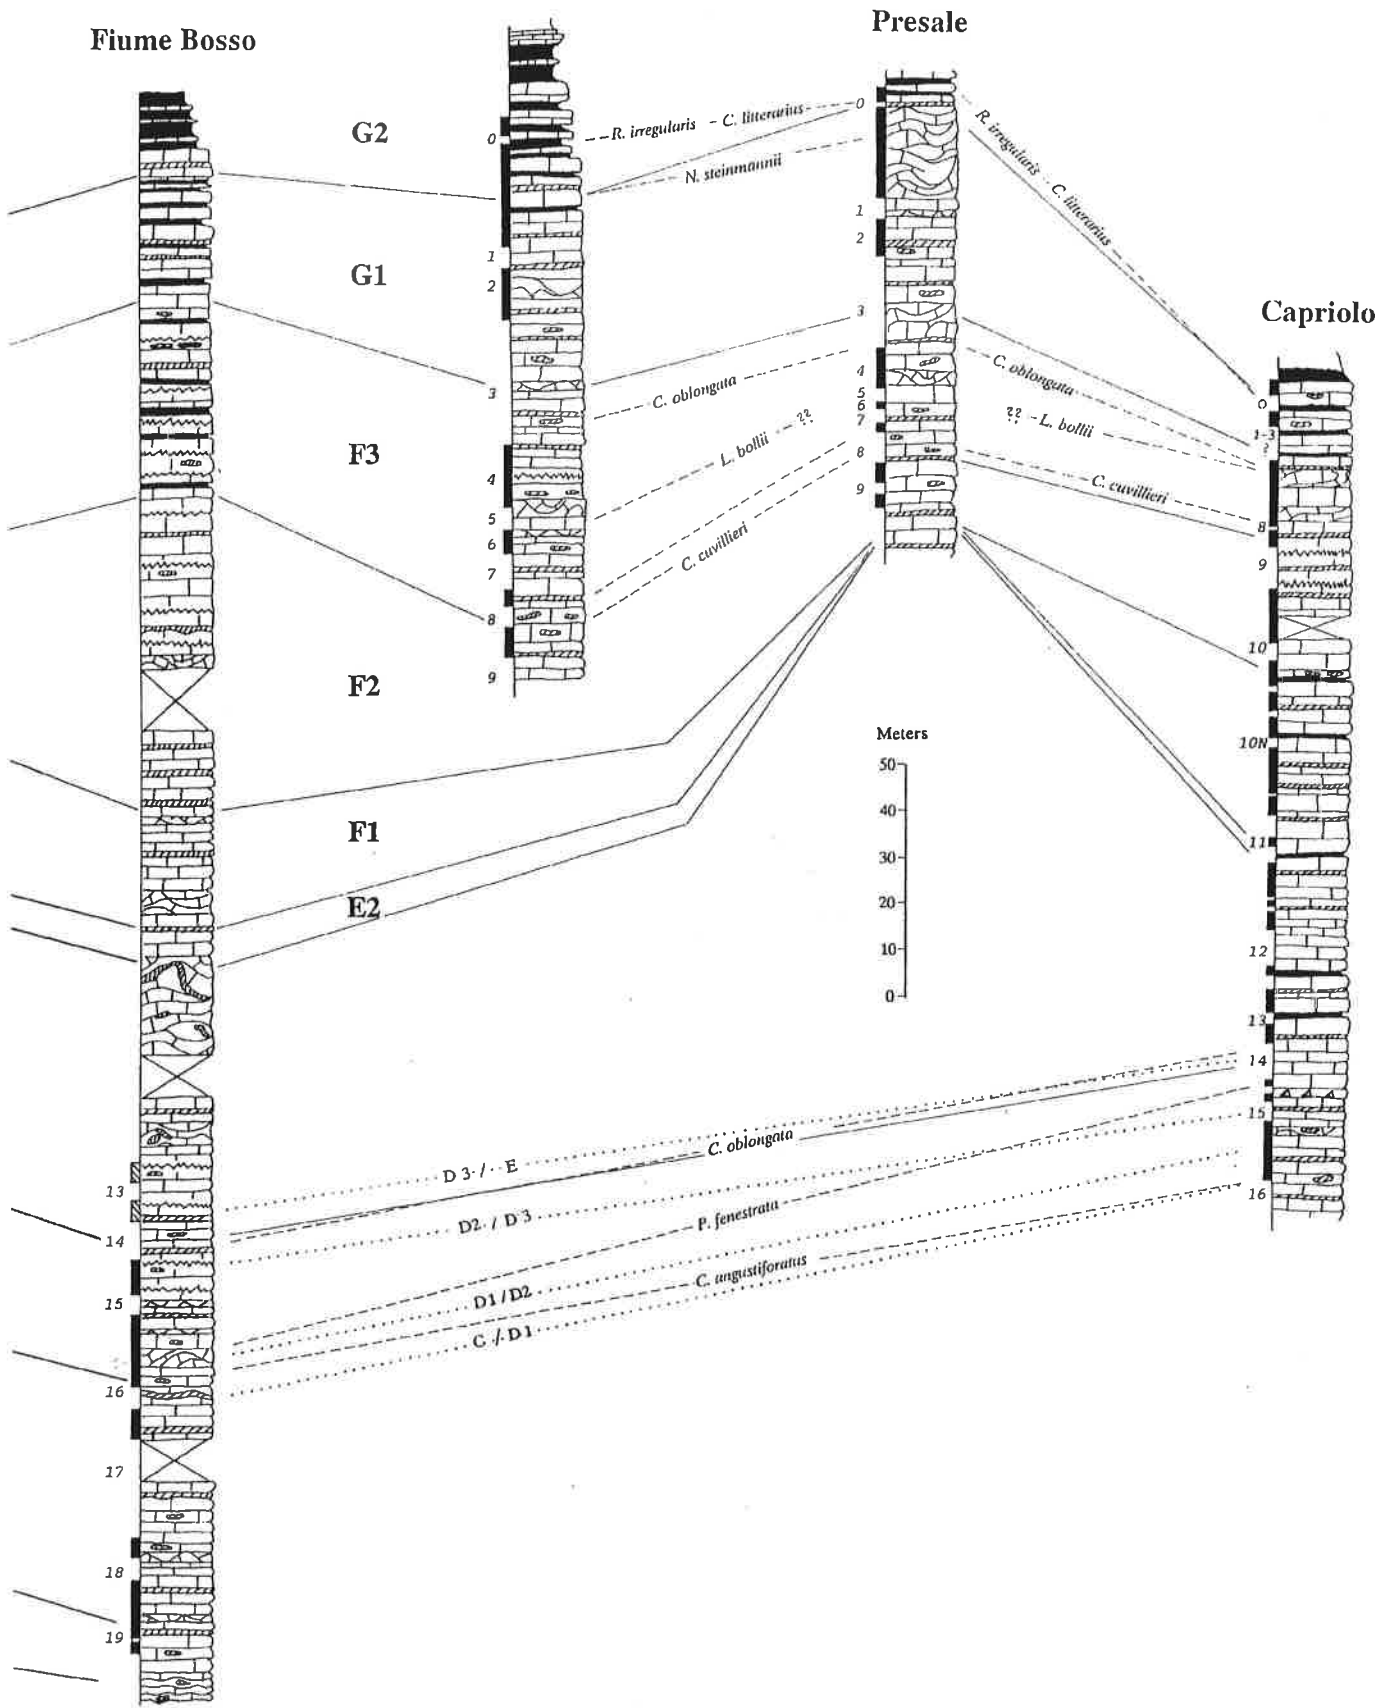 Fiume Bosso
Presale
Capriolo
G2
G1
F3
F2
F1
E2
13
14
15
16
17
18
19
0
1
2
3
4
5
6
7
8
9
R. irregularis - C. litterarius
N. steinmannii
C. oblongata
L. bollii ??
C. cuvillieri
0
1
2
3
4
5
6
7
8
9
R. irregularis - C. litterarius
C. oblongata
?? - L. bollii
C. cuvillieri
0
1-3
?
8
9
10
10N
11
12
13
14
15
16
Meters
50
40
30
20
10
0
D 3 / E
C. oblongata
D2 / D 3
P. fenestrata
D1 / D2
C. angustiforatus
C / D1